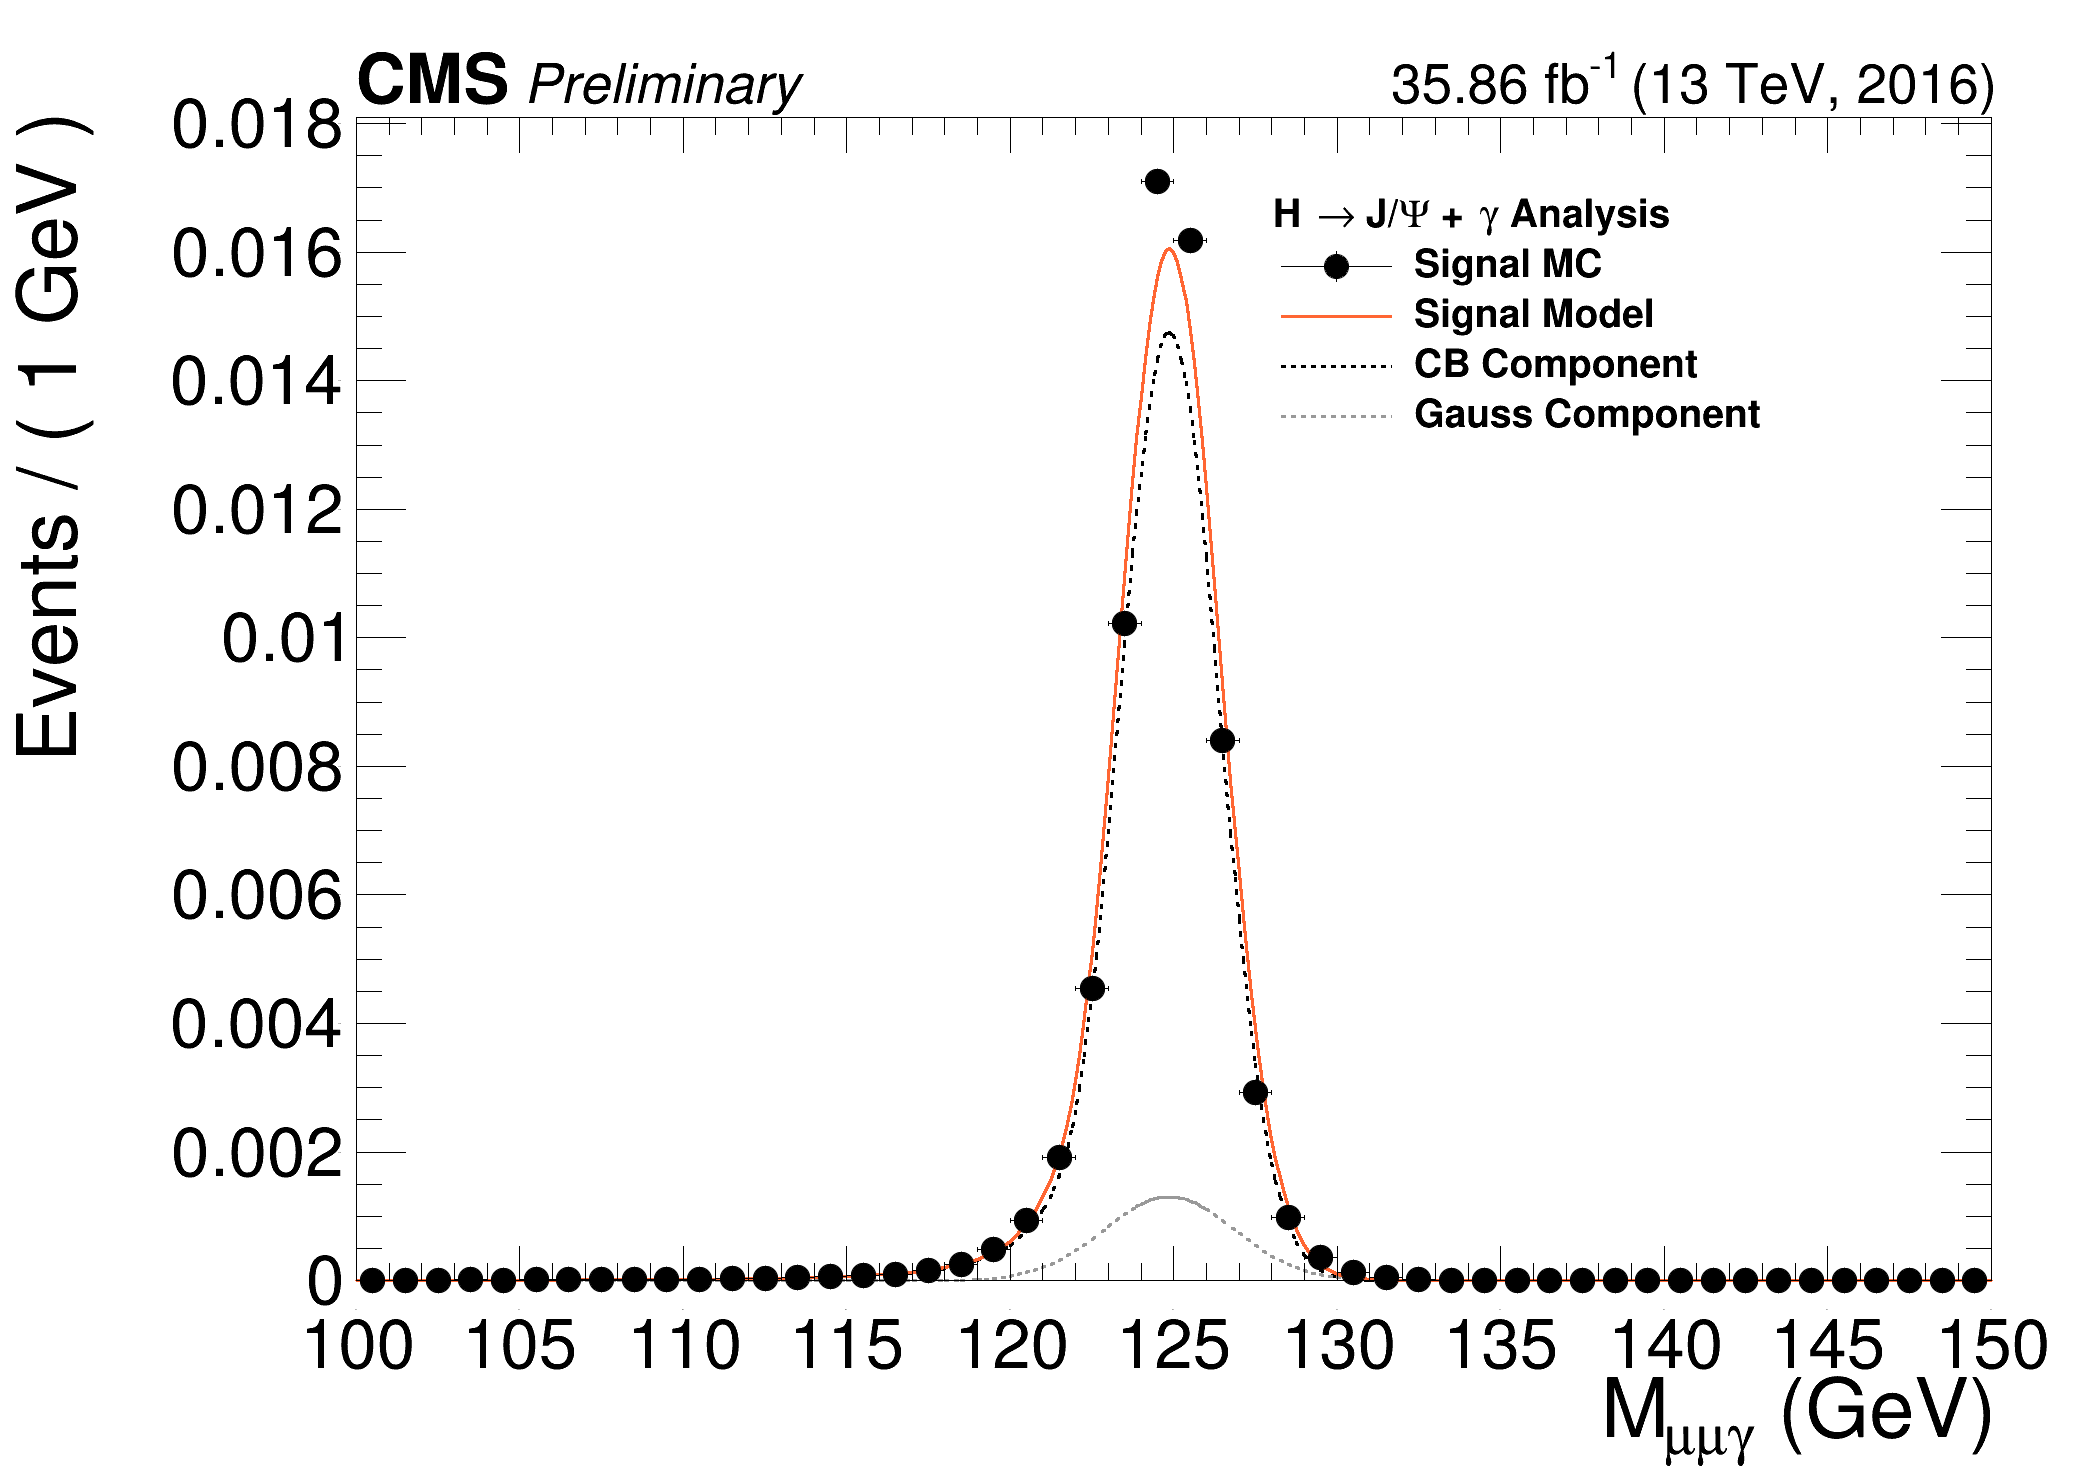 CMS Preliminary
35.86 fb⁻¹ (13 TeV, 2016)
Events / ( 1 GeV )
0.018
0.016
0.014
0.012
0.01
0.008
0.006
0.004
0.002
0
H → J/Ψ + γ Analysis
Signal MC
Signal Model
CB Component
Gauss Component
100 105 110 115 120 125 130 135 140 145 150
M_μμγ (GeV)